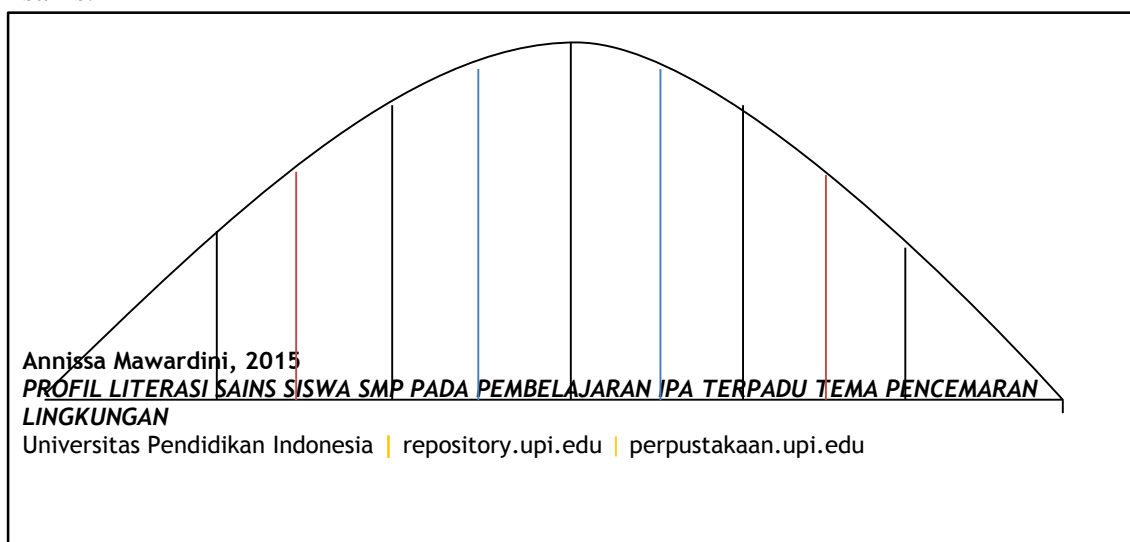 Annissa Mawardini, 2015
PROFIL LITERASI SAINS SISWA SMP PADA PEMBELAJARAN IPA TERPADU TEMA PENCEMARAN
LINGKUNGAN
Universitas Pendidikan Indonesia | repository.upi.edu | perpustakaan.upi.edu